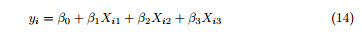 yᵢ = β₀ + β₁Xᵢ₁ + β₂Xᵢ₂ + β₃Xᵢ₃ (14)